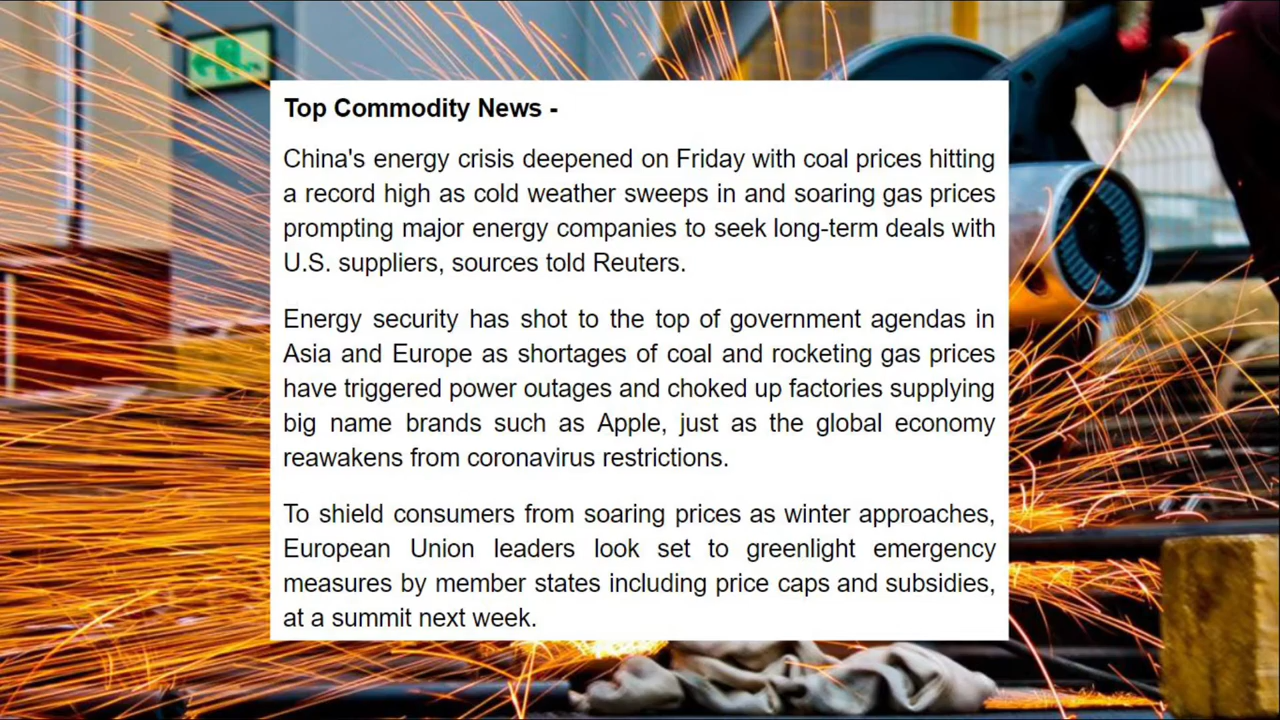 Top Commodity News -
China's energy crisis deepened on Friday with coal prices hitting
a record high as cold weather sweeps in and soaring gas prices
prompting major energy companies to seek long-term deals with
U.S. suppliers, sources told Reuters.
Energy security has shot to the top of government agendas in
Asia and Europe as shortages of coal and rocketing gas prices
have triggered power outages and choked up factories supplying
big name brands such as Apple, just as the global economy
reawakens from coronavirus restrictions.
To shield consumers from soaring prices as winter approaches,
European Union leaders look set to greenlight emergency
measures by member states including price caps and subsidies,
at a summit next week.